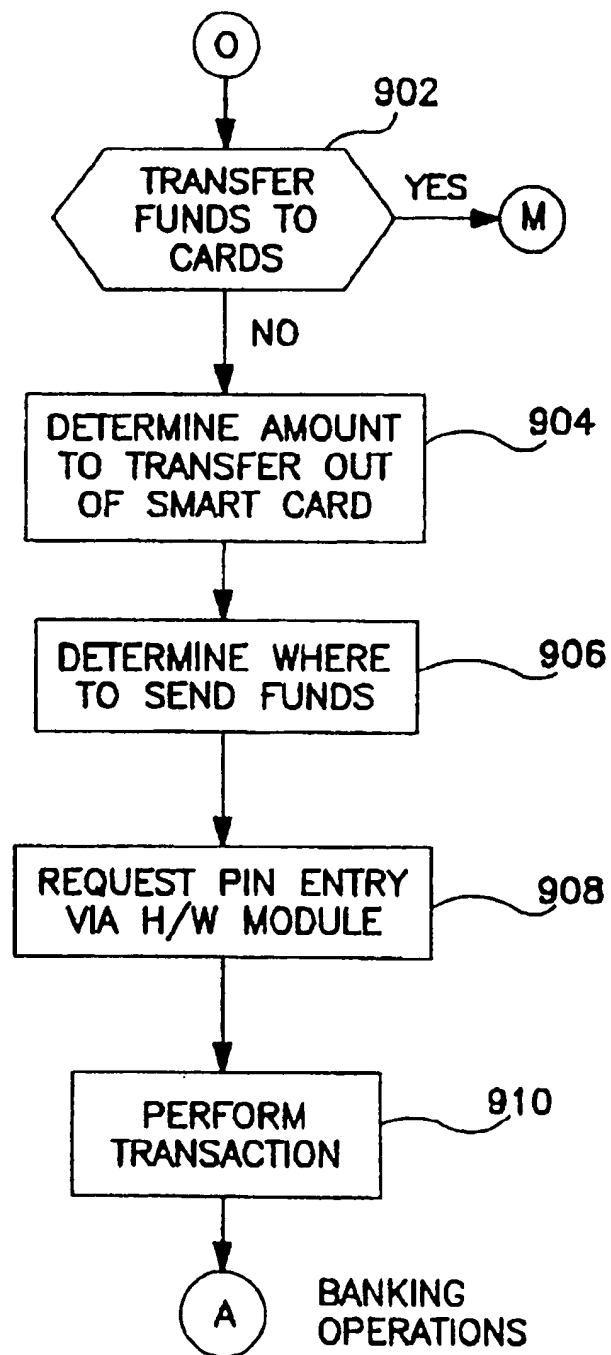 O
902
TRANSFER
FUNDS TO
CARDS
YES
M
NO
DETERMINE AMOUNT
TO TRANSFER OUT
OF SMART CARD
904
DETERMINE WHERE
TO SEND FUNDS
906
REQUEST PIN ENTRY
VIA H/W MODULE
908
PERFORM
TRANSACTION
910
A
BANKING
OPERATIONS